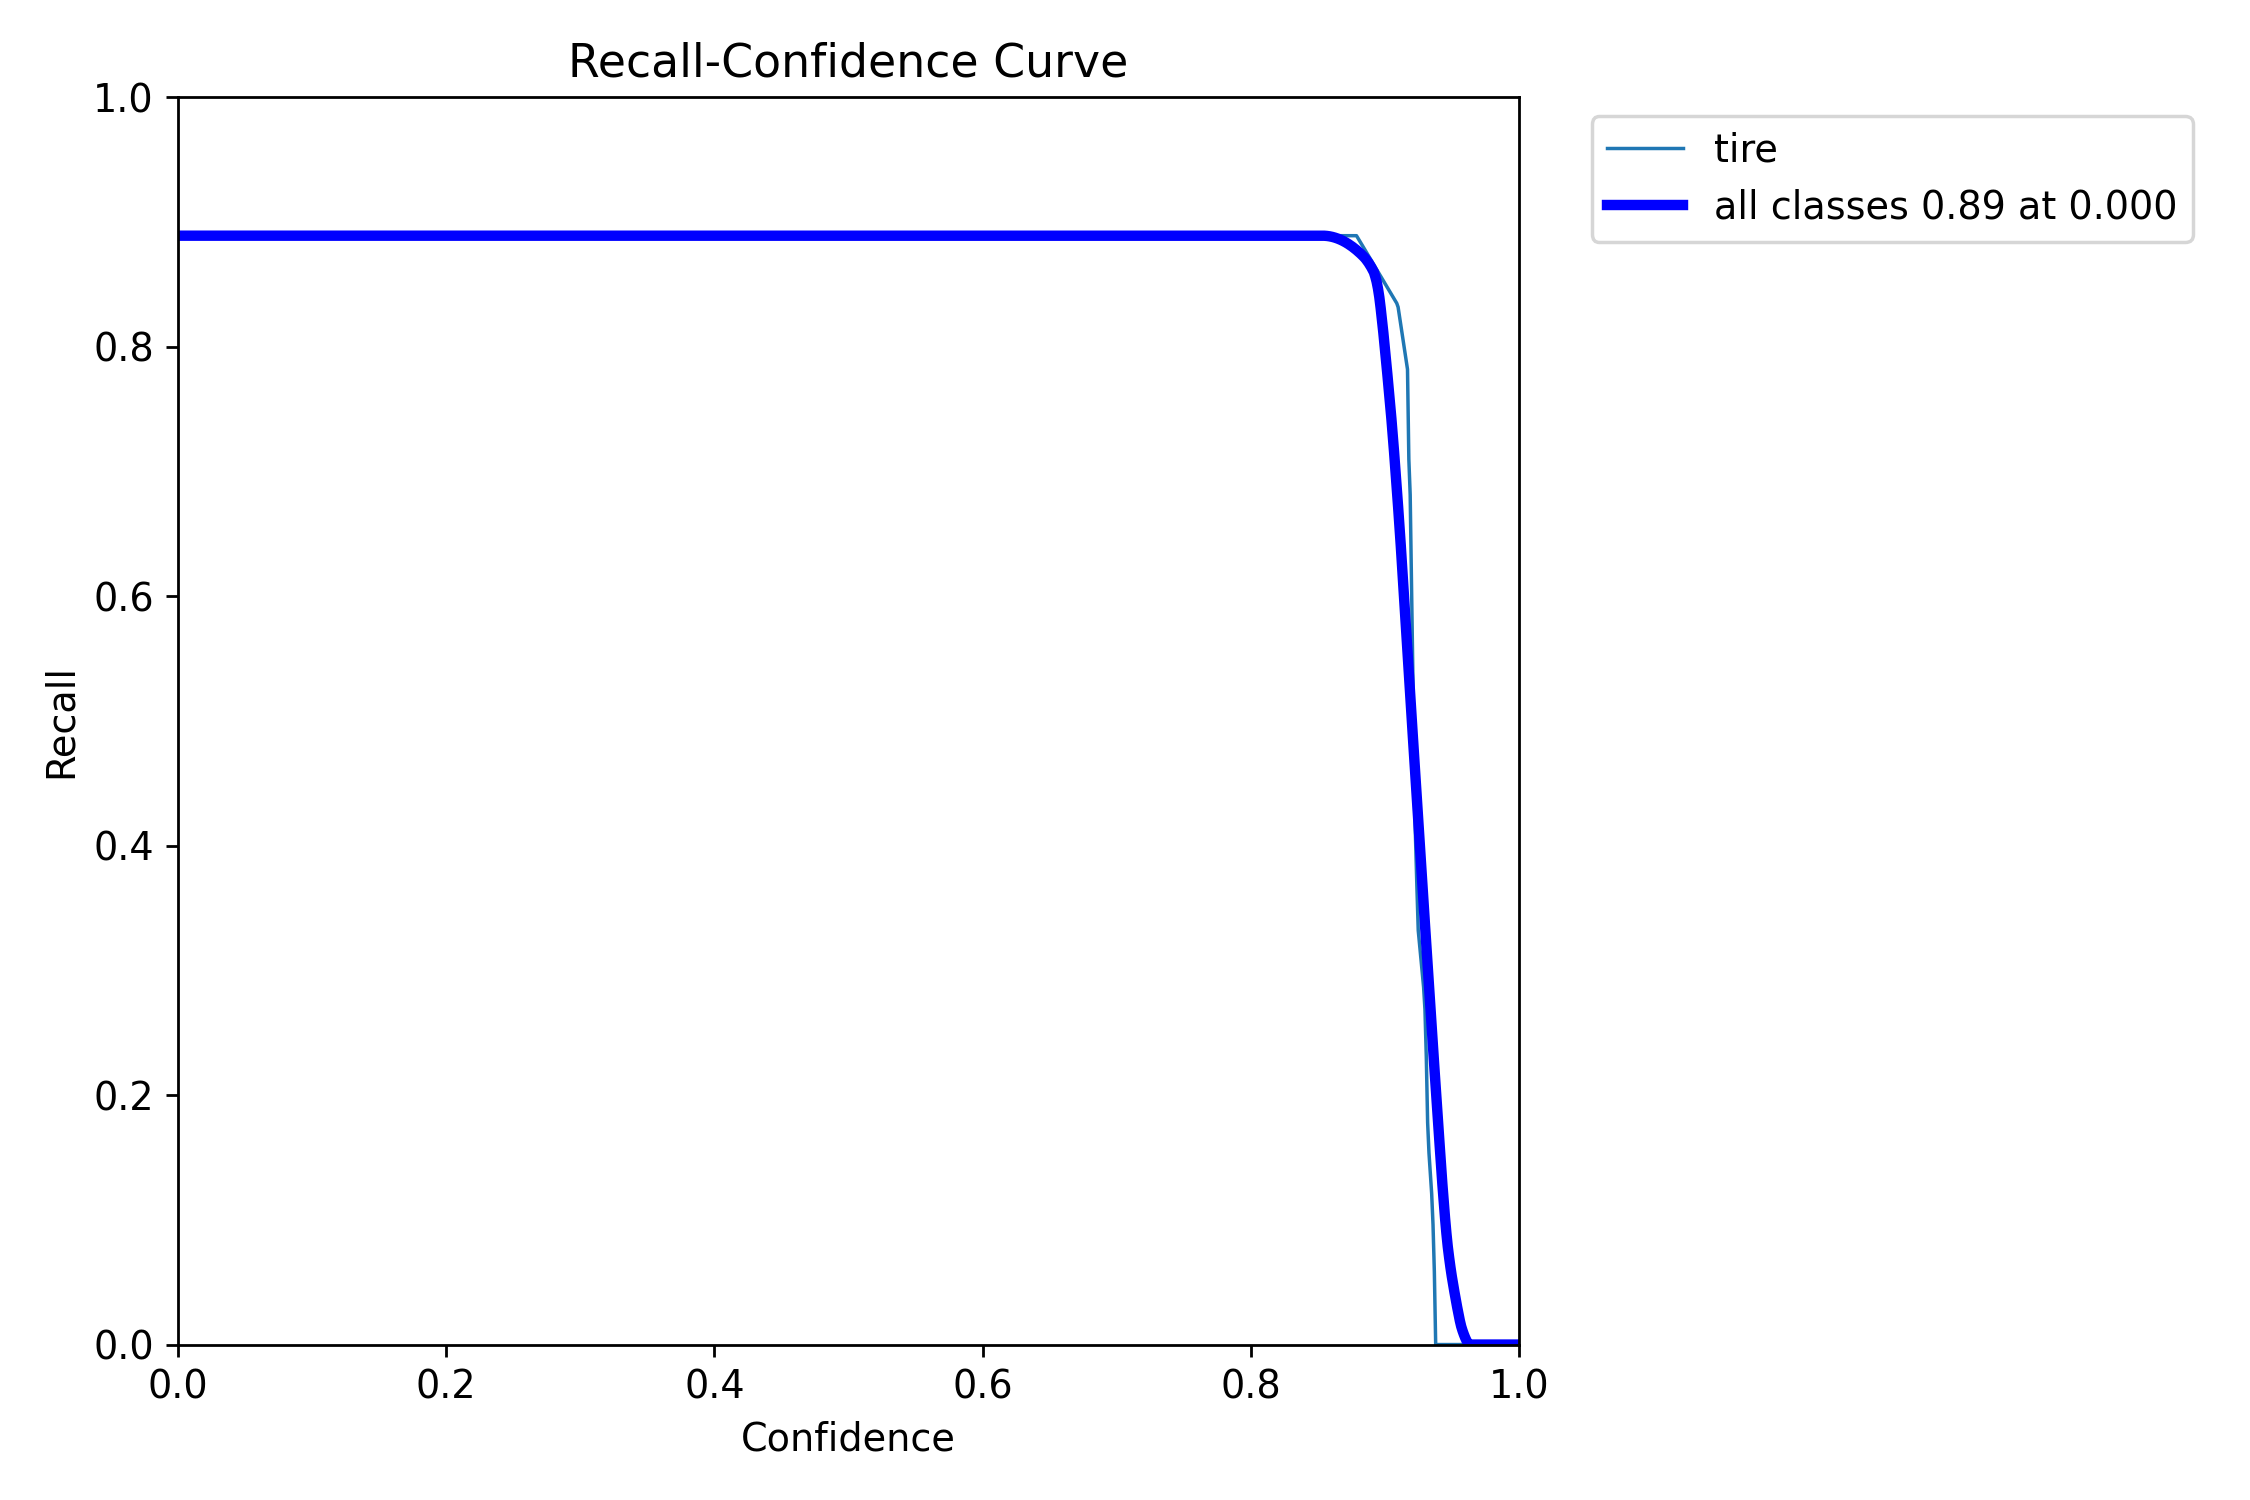 Recall-Confidence Curve
1.0
0.8
0.6
0.4
0.2
0.0
Recall
0.0 0.2 0.4 0.6 0.8 1.0
Confidence
tire
all classes 0.89 at 0.000